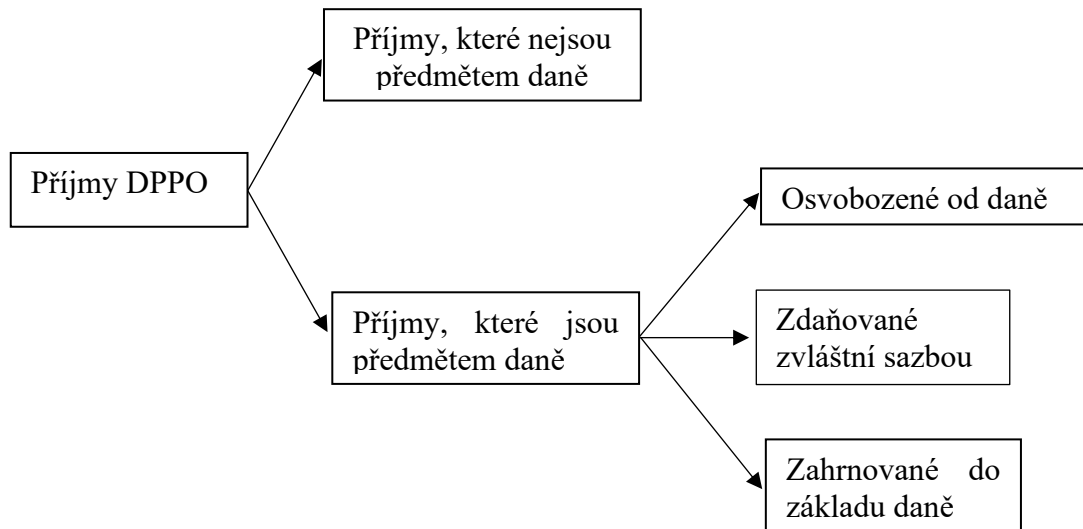 Příjmy, které nejsou
předmětem daně
Příjmy DPPO
Osvobozené od daně
Příjmy, které jsou
předmětem daně
Zdaňované
zvláštní sazbou
Zahrnované do
základu daně